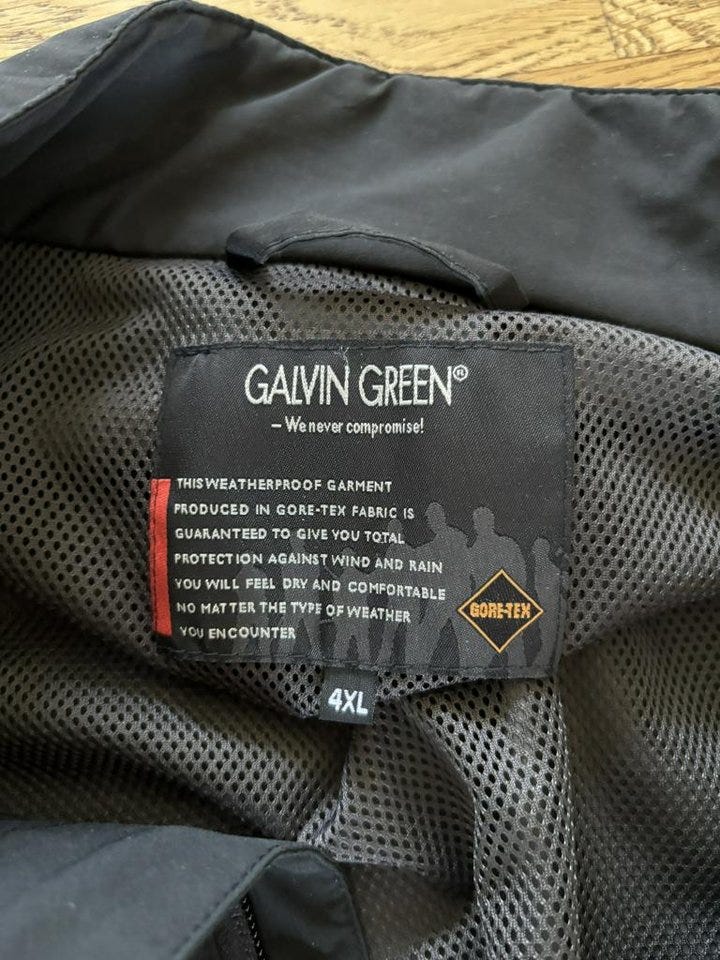 GALVIN GREEN®
– We never compromise!
THIS WEATHERPROOF GARMENT
PRODUCED IN GORE-TEX FABRIC IS
GUARANTEED TO GIVE YOU TOTAL
PROTECTION AGAINST WIND AND RAIN
YOU WILL FEEL DRY AND COMFORTABLE
NO MATTER THE TYPE OF WEATHER
YOU ENCOUNTER
GORE-TEX
4XL